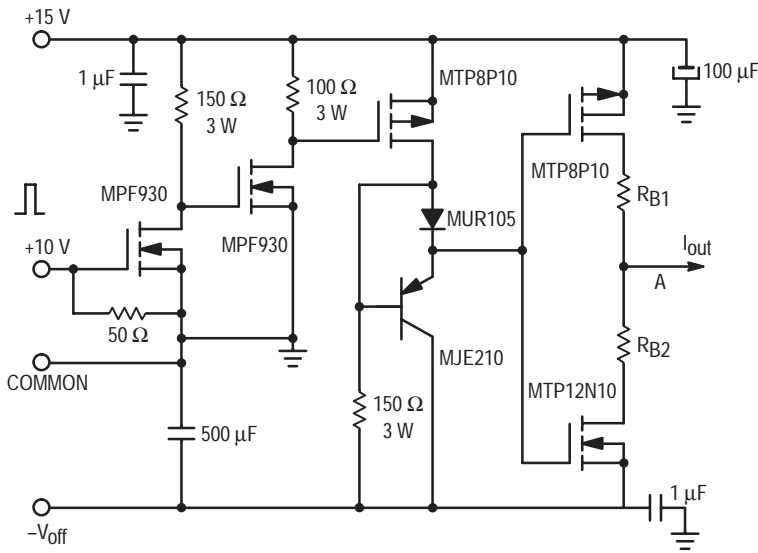 +15 V
1 μF
150 Ω
3 W
100 Ω
3 W
MTP8P10
100 μF
MTP8P10
MPF930
MPF930
MUR105
R_B1
+10 V
I_out
A
50 Ω
COMMON
MJE210
R_B2
MTP12N10
500 μF
150 Ω
3 W
1 μF
–V_off